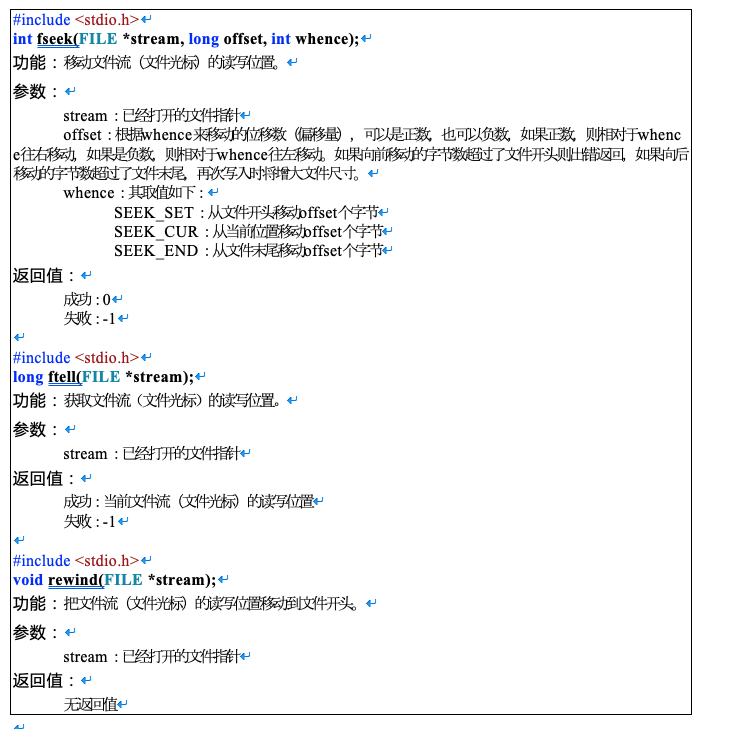 #include <stdio.h>
int fseek(FILE *stream, long offset, int whence);
功能：移动文件流（文件光标）的读写位置。
参数：
stream：已经打开的文件指针
offset：根据whence来移动的位移数（偏移量），可以是正数，也可以负数，如果正数，则相对于whenc
e往右移动，如果是负数，则相对于whence往左移动。如果向前移动的字节数超过了文件开头则出错返回，如果向后
移动的字节数超过了文件末尾，再次写入时将增大文件尺寸。
whence：其取值如下：
SEEK_SET：从文件开头移动offset个字节
SEEK_CUR：从当前位置移动offset个字节
SEEK_END：从文件末尾移动offset个字节
返回值：
成功:0
失败:-1
#include <stdio.h>
long ftell(FILE *stream);
功能：获取文件流（文件光标）的读写位置。
参数：
stream：已经打开的文件指针
返回值：
成功:当前文件流（文件光标）的读写位置
失败:-1
#include <stdio.h>
void rewind(FILE *stream);
功能：把文件流（文件光标）的读写位置移动到文件开头。
参数：
stream：已经打开的文件指针
返回值：
无返回值